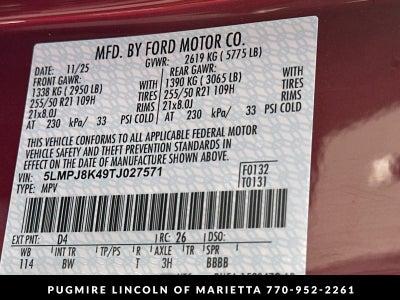 MFD. BY FORD MOTOR CO.
DATE: 11/25 GVWR: 2619 KG ( 5775 LB)
FRONT GAWR: REAR GAWR:
1338 KG ( 2950 LB) WITH 1390 KG ( 3065 LB) WITH
255/50 R21 109H TIRES 255/50 R21 109H TIRES
21x8.0J RIMS 21x8.0J RIMS
AT 230 kPa/ 33 PSI COLD AT 230 kPa/ 33 PSI COLD
THIS VEHICLE CONFORMS TO ALL APPLICABLE FEDERAL MOTOR
VEHICLE SAFETY AND THEFT PREVENTION STANDARDS IN
EFFECT ON THE DATE OF MANUFACTURE SHOWN ABOVE.
VIN: 5LMPJ8K49TJ027571 F0132
TYPE: MPV T0131
EXT PNT: D4 RC: 26 DSO:
WB INT TR TP/PS R AXLE TR SPR
114 BW T 3H BBBB
PUGMIRE LINCOLN OF MARIETTA 770-952-2261